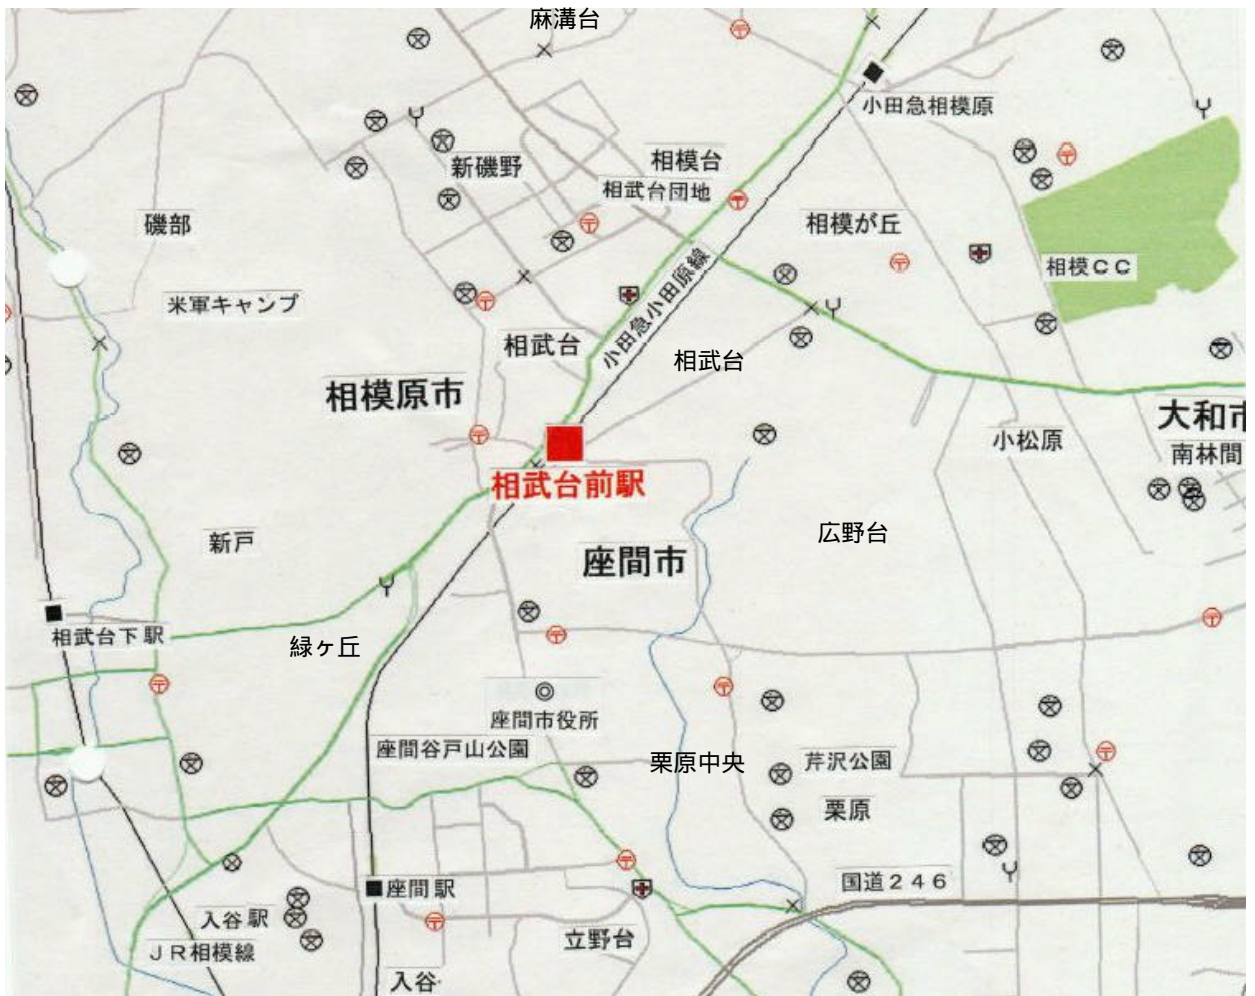 麻溝台
小田急相模原
新磯野
相模台
相武台団地
磯部
相模が丘
相模ＣＣ
米軍キャンプ
小田急小田原線
相武台
相武台
相模原市
大和市
小松原
南林間
相武台前駅
広野台
新戸
座間市
相武台下駅
緑ヶ丘
座間市役所
座間谷戸山公園
栗原中央
芹沢公園
栗原
国道２４６
座間駅
入谷駅
立野台
ＪＲ相模線
入谷